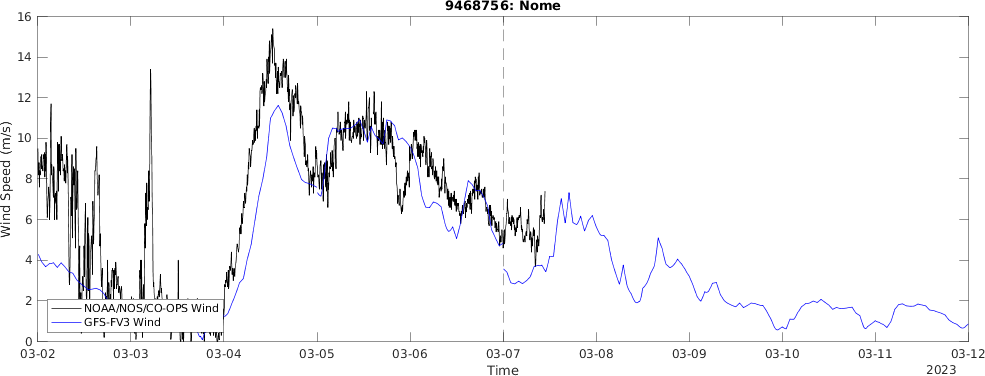 9468756: Nome
Wind Speed (m/s)
16
14
12
10
8
6
4
2
0
NOAA/NOS/CO-OPS Wind
GFS-FV3 Wind
03-02 03-03 03-04 03-05 03-06 03-07 03-08 03-09 03-10 03-11 03-12
Time
2023